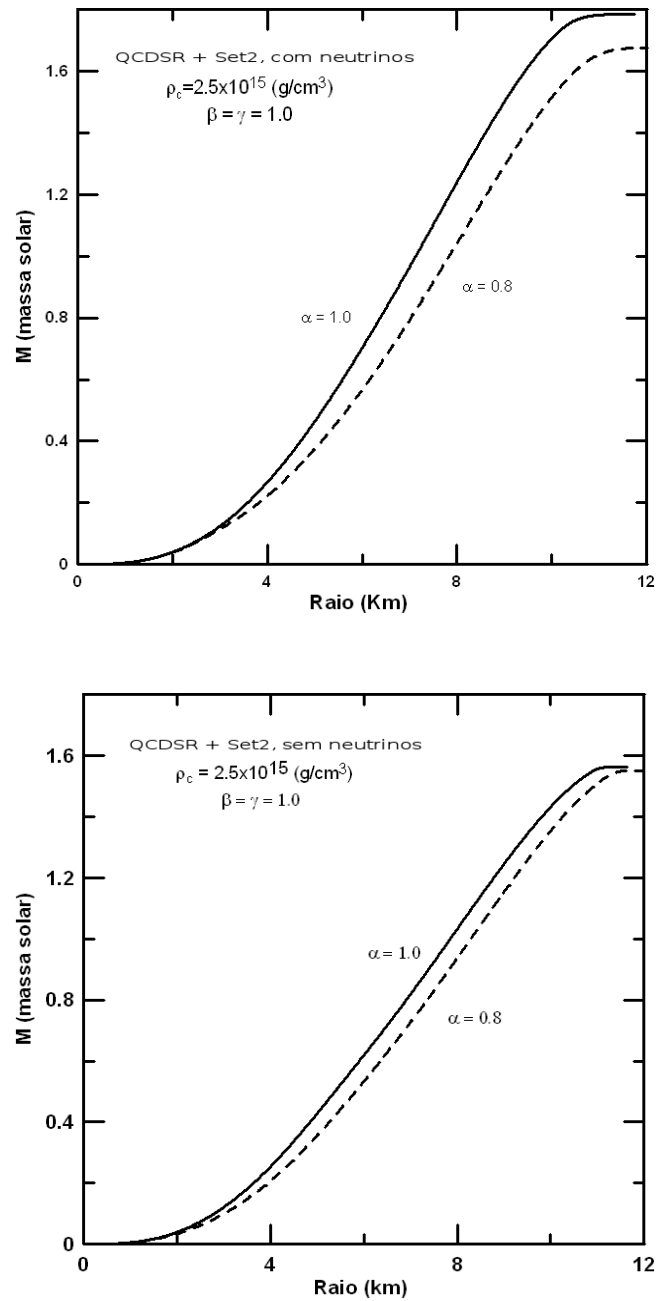 QCDSR + Set2, com neutrinos
ρc=2.5x10^15 (g/cm^3)
β = γ = 1.0
M (massa solar)
1.6
1.2
0.8
0.4
0
α = 1.0
α = 0.8
0 4 8 12
Raio (Km)
QCDSR + Set2, sem neutrinos
ρc = 2.5x10^15 (g/cm^3)
β = γ = 1.0
M (massa solar)
1.6
1.2
0.8
0.4
0
α = 1.0
α = 0.8
0 4 8 12
Raio (km)